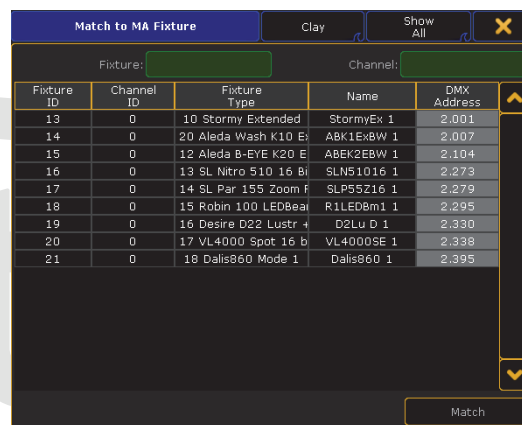 Match to MA Fixture Clay Show All
Fixture: Channel:
Fixture ID Channel ID Fixture Type Name DMX Address
13 0 10 Stormy Extended StormyEx 1 2.001
14 0 20 Aleda Wash K10 Ex ABK1ExBW 1 2.007
15 0 12 Aleda B-EYE K20 E ABEK2EBW 1 2.104
16 0 13 SL Nitro 510 16 Bi SLN51016 1 2.273
17 0 14 SL Par 155 Zoom F SLP55Z16 1 2.279
18 0 15 Robin 100 LEDBeam R1LEDBm1 1 2.295
19 0 16 Desire D22 Lustr + D2Lu D 1 2.330
20 0 17 VL4000 Spot 16 b VL4000SE 1 2.338
21 0 18 Dalis860 Mode 1 Dalis860 1 2.395
Match